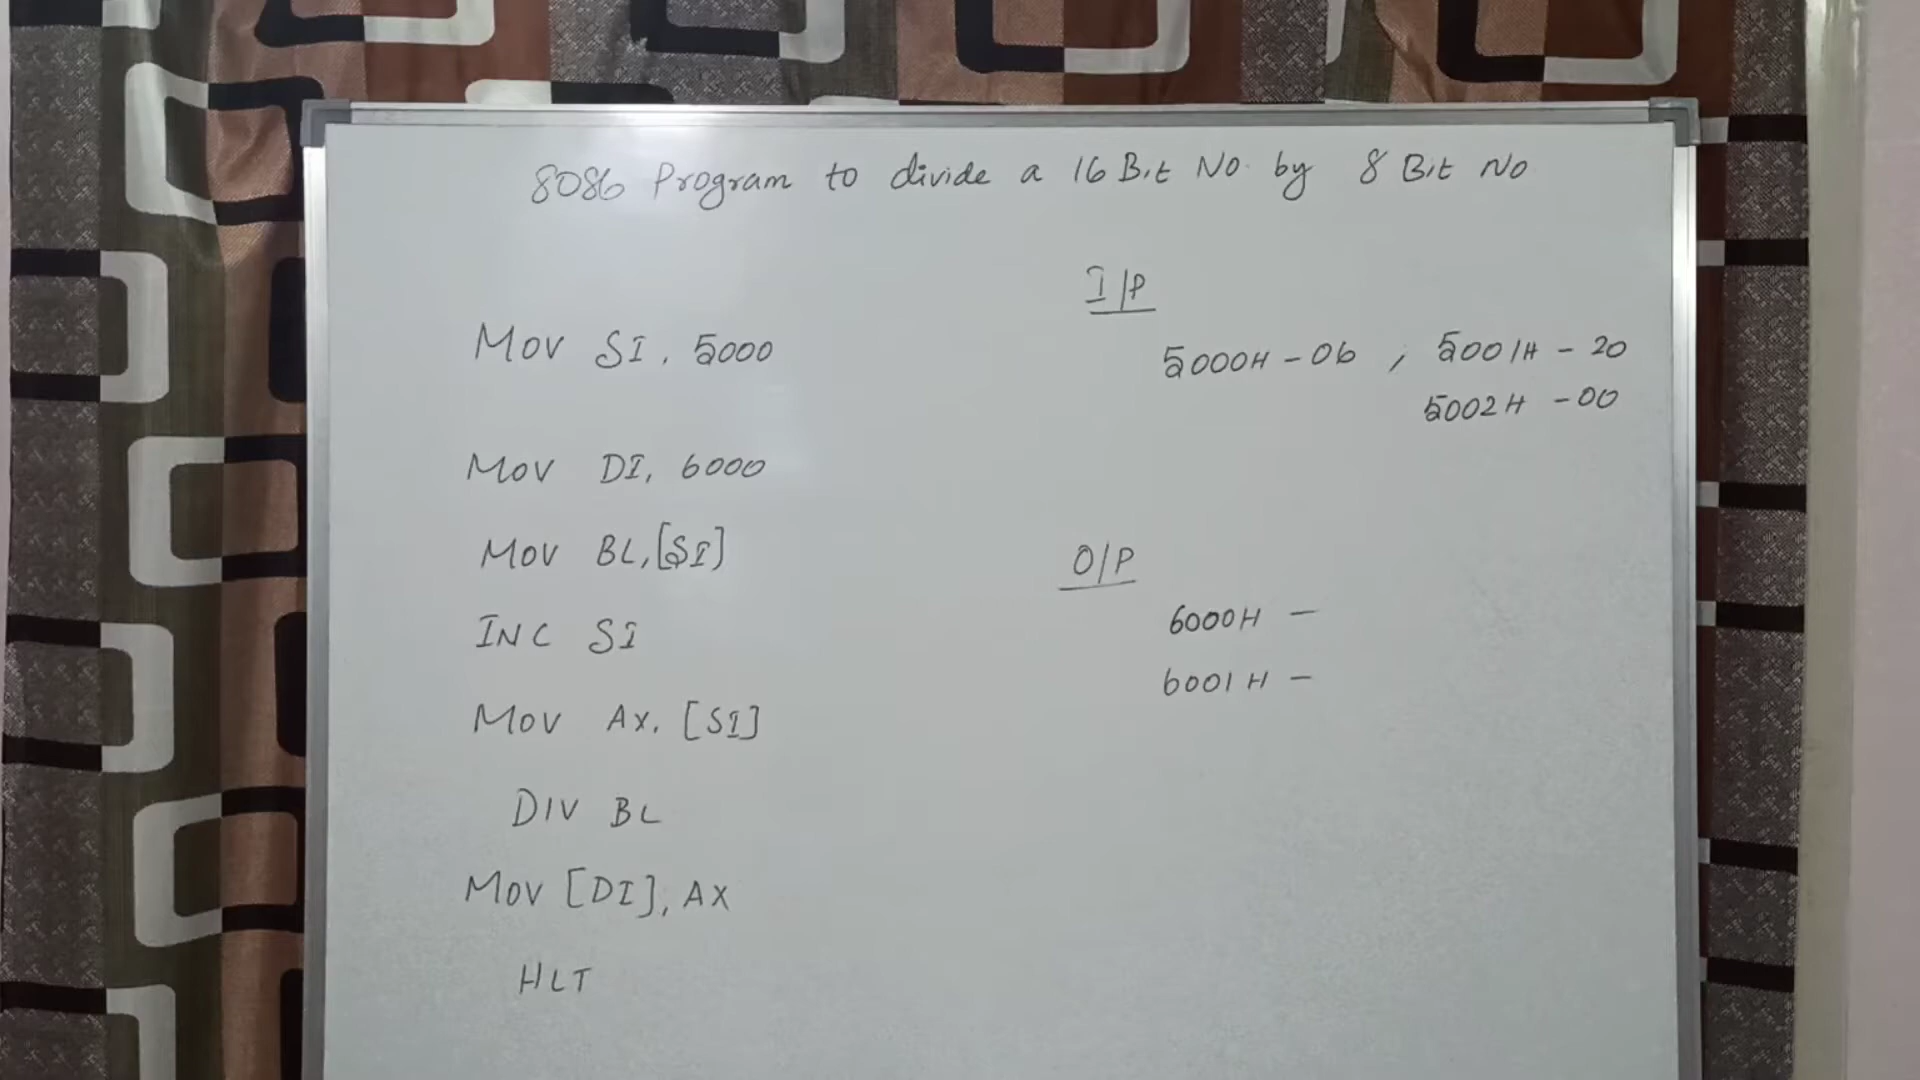 8086 Program to divide a 16 Bit No. by 8 Bit No
I/P
Mov SI, 5000
5000H - 06 , 5001H - 20
5002H - 00
Mov DI, 6000
Mov BL, [SI]
O/P
INC SI
6000H -
6001H -
Mov Ax, [SI]
DIV BL
Mov [DI], AX
HLT